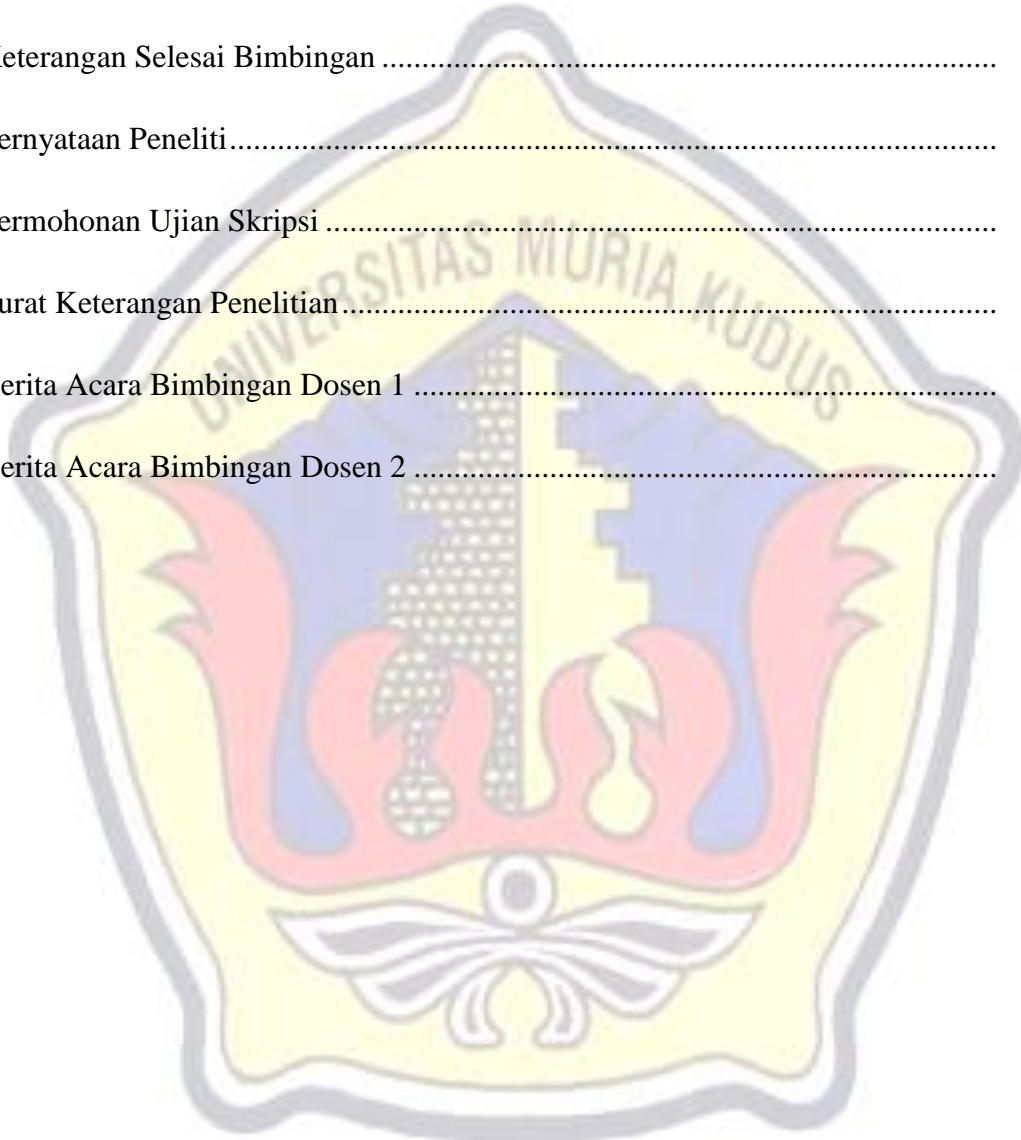 eterangan Selesai Bimbingan ..........................................................................
ernyataan Peneliti............................................................................................
ermohonan Ujian Skripsi .................................................................................
urat Keterangan Penelitian...............................................................................
erita Acara Bimbingan Dosen 1 ......................................................................
erita Acara Bimbingan Dosen 2 ......................................................................
UNIVERSITAS MURIA KUDUS